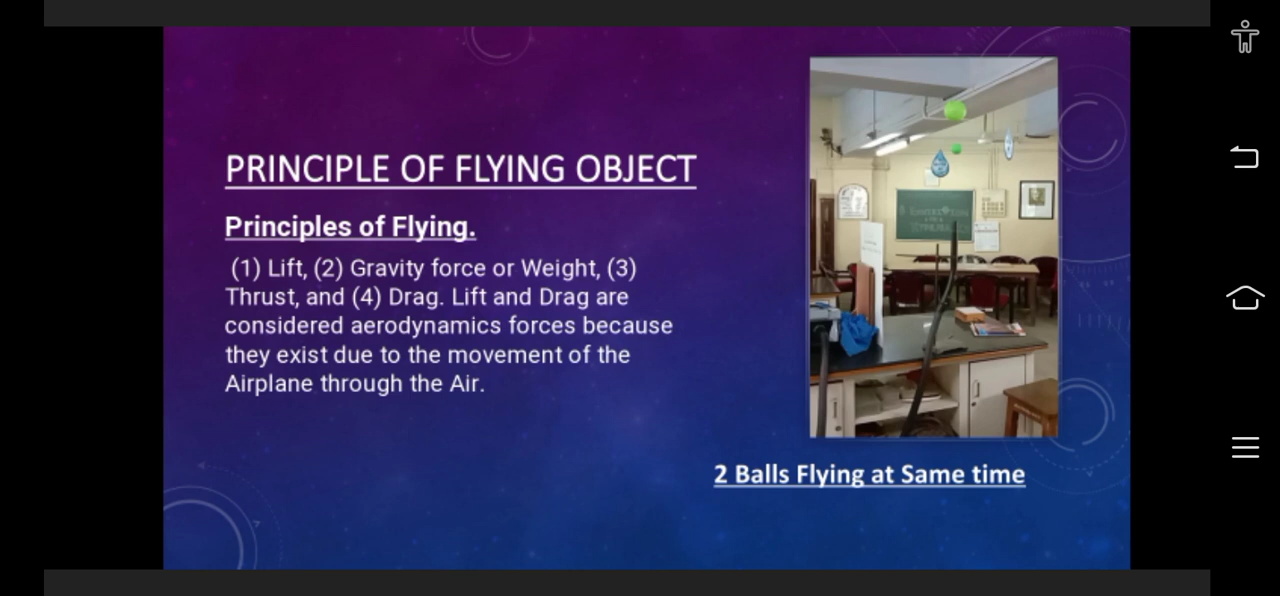 PRINCIPLE OF FLYING OBJECT
Principles of Flying.
(1) Lift, (2) Gravity force or Weight, (3)
Thrust, and (4) Drag. Lift and Drag are
considered aerodynamics forces because
they exist due to the movement of the
Airplane through the Air.
2 Balls Flying at Same time